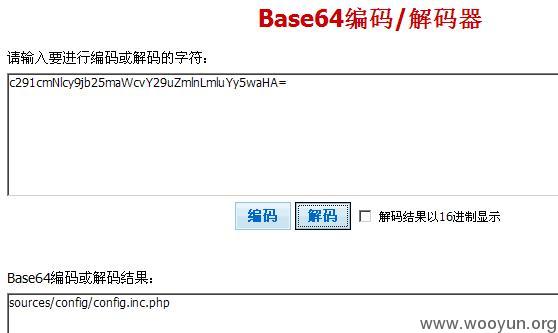 Base64编码/解码器
请输入要进行编码或解码的字符：
c291cmNlcy9jb25maWcvY29uZmlnLmluYy5waHA=
编码 解码 解码结果以16进制显示
Base64编码或解码结果：
sources/config/config.inc.php
www.wooyun.org